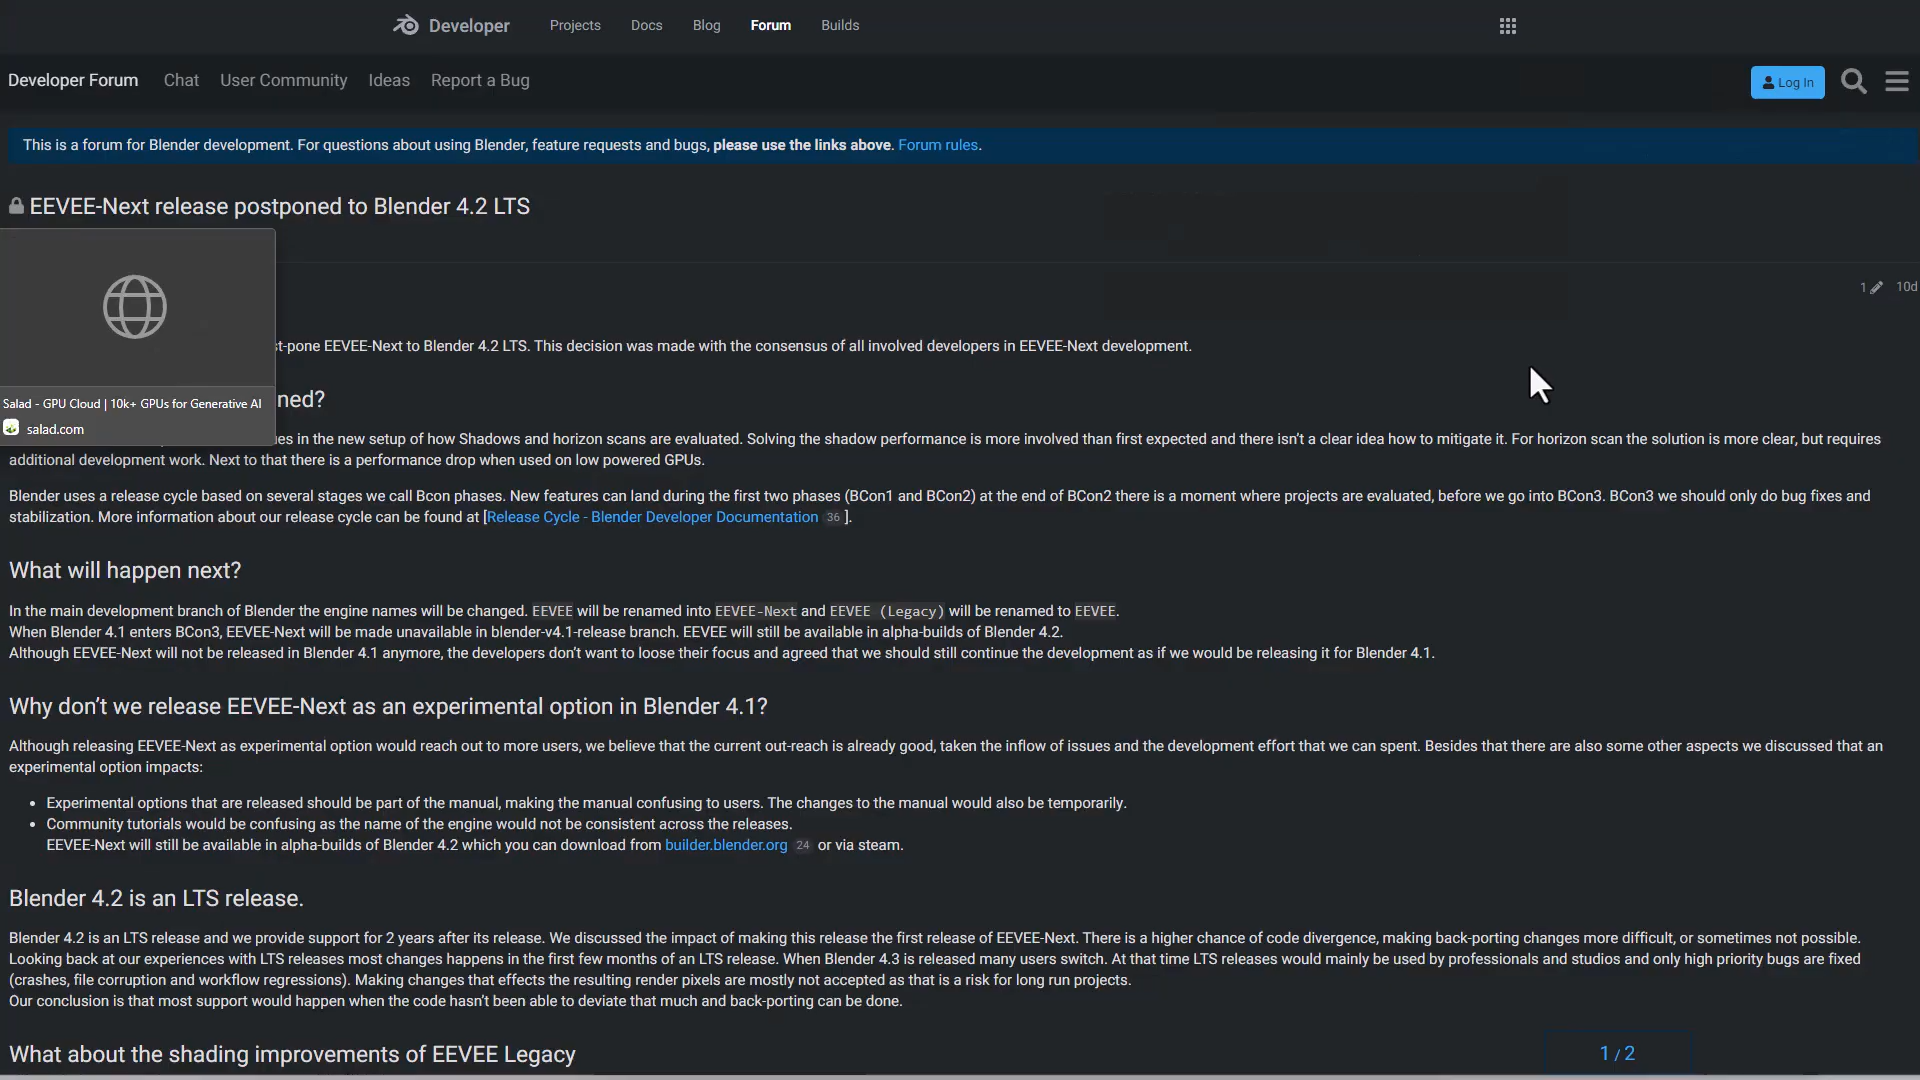 Developer Projects Docs Blog Forum Builds
Developer Forum Chat User Community Ideas Report a Bug Log In
This is a forum for Blender development. For questions about using Blender, feature requests and bugs, please use the links above. Forum rules.
EEVEE-Next release postponed to Blender 4.2 LTS
1 10d
t-pone EEVEE-Next to Blender 4.2 LTS. This decision was made with the consensus of all involved developers in EEVEE-Next development.
ned?
Salad - GPU Cloud | 10k+ GPUs for Generative AI
salad.com
es in the new setup of how Shadows and horizon scans are evaluated. Solving the shadow performance is more involved than first expected and there isn't a clear idea how to mitigate it. For horizon scan the solution is more clear, but requires
additional development work. Next to that there is a performance drop when used on low powered GPUs.
Blender uses a release cycle based on several stages we call Bcon phases. New features can land during the first two phases (BCon1 and BCon2) at the end of BCon2 there is a moment where projects are evaluated, before we go into BCon3. BCon3 we should only do bug fixes and
stabilization. More information about our release cycle can be found at [Release Cycle - Blender Developer Documentation 36 ].
What will happen next?
In the main development branch of Blender the engine names will be changed. EEVEE will be renamed into EEVEE-Next and EEVEE (Legacy) will be renamed to EEVEE.
When Blender 4.1 enters BCon3, EEVEE-Next will be made unavailable in blender-v4.1-release branch. EEVEE will still be available in alpha-builds of Blender 4.2.
Although EEVEE-Next will not be released in Blender 4.1 anymore, the developers don't want to loose their focus and agreed that we should still continue the development as if we would be releasing it for Blender 4.1.
Why don't we release EEVEE-Next as an experimental option in Blender 4.1?
Although releasing EEVEE-Next as experimental option would reach out to more users, we believe that the current out-reach is already good, taken the inflow of issues and the development effort that we can spent. Besides that there are also some other aspects we discussed that an
experimental option impacts:
• Experimental options that are released should be part of the manual, making the manual confusing to users. The changes to the manual would also be temporarily.
• Community tutorials would be confusing as the name of the engine would not be consistent across the releases.
EEVEE-Next will still be available in alpha-builds of Blender 4.2 which you can download from builder.blender.org 24 or via steam.
Blender 4.2 is an LTS release.
Blender 4.2 is an LTS release and we provide support for 2 years after its release. We discussed the impact of making this release the first release of EEVEE-Next. There is a higher chance of code divergence, making back-porting changes more difficult, or sometimes not possible.
Looking back at our experiences with LTS releases most changes happens in the first few months of an LTS release. When Blender 4.3 is released many users switch. At that time LTS releases would mainly be used by professionals and studios and only high priority bugs are fixed
(crashes, file corruption and workflow regressions). Making changes that effects the resulting render pixels are mostly not accepted as that is a risk for long run projects.
Our conclusion is that most support would happen when the code hasn't been able to deviate that much and back-porting can be done.
What about the shading improvements of EEVEE Legacy
1 / 2